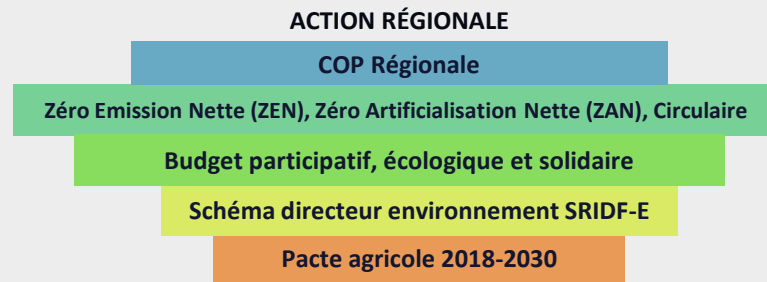 ACTION RÉGIONALE
COP Régionale
Zéro Emission Nette (ZEN), Zéro Artificialisation Nette (ZAN), Circulaire
Budget participatif, écologique et solidaire
Schéma directeur environnement SRIDF-E
Pacte agricole 2018-2030